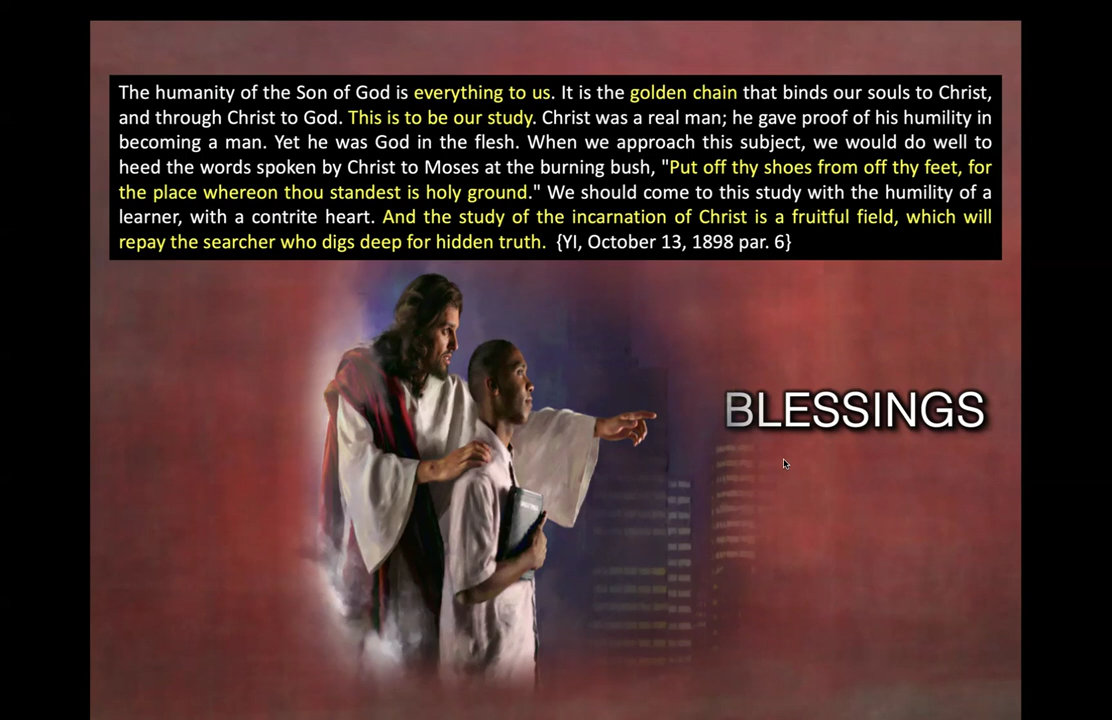 The humanity of the Son of God is everything to us. It is the golden chain that binds our souls to Christ,
and through Christ to God. This is to be our study. Christ was a real man; he gave proof of his humility in
becoming a man. Yet he was God in the flesh. When we approach this subject, we would do well to
heed the words spoken by Christ to Moses at the burning bush, "Put off thy shoes from off thy feet, for
the place whereon thou standest is holy ground." We should come to this study with the humility of a
learner, with a contrite heart. And the study of the incarnation of Christ is a fruitful field, which will
repay the searcher who digs deep for hidden truth. {YI, October 13, 1898 par. 6}
BLESSINGS